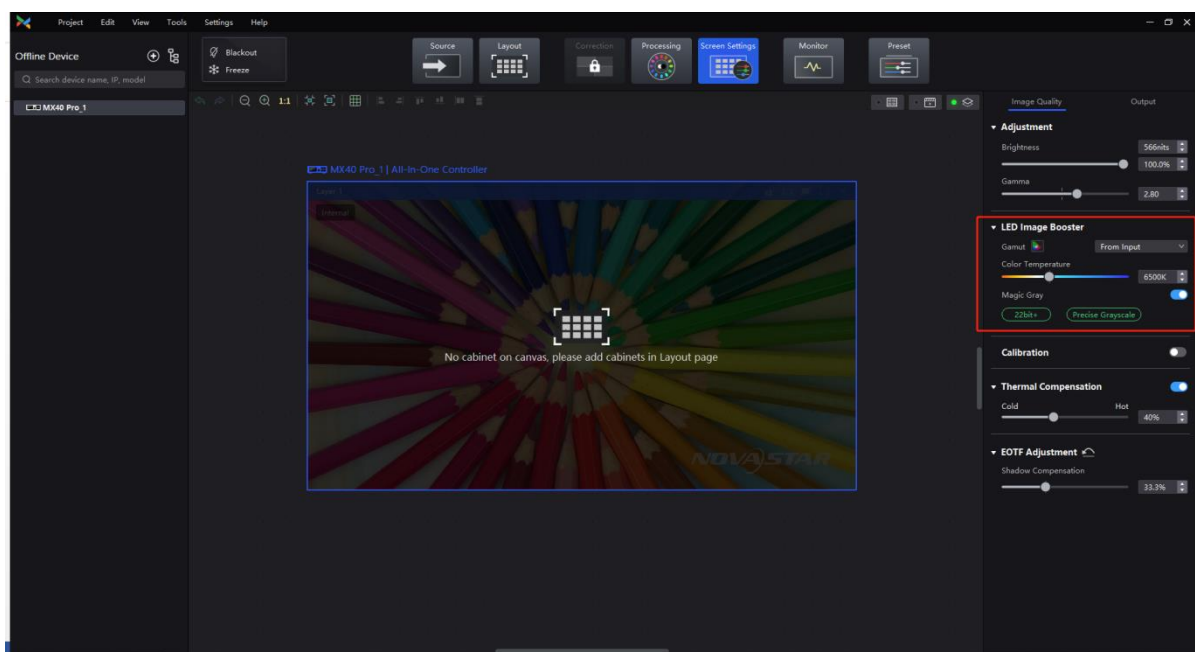 Project Edit View Tools Settings Help
Offline Device
Search device name, IP, model
MX40 Pro_1
Blackout
Freeze
Source Layout Correction Processing Screen Settings Monitor Preset
1:1
MX40 Pro_1 | All-In-One Controller
Layer 1
Internal
No cabinet on canvas, please add cabinets in Layout page
NOVASTAR
Image Quality Output
Adjustment
Brightness 566nits
100.0%
Gamma
2.80
LED Image Booster
Gamut From Input
Color Temperature
6500K
Magic Gray
22bit+ Precise Grayscale
Calibration
Thermal Compensation
Cold Hot
40%
EOTF Adjustment
Shadow Compensation
33.3%